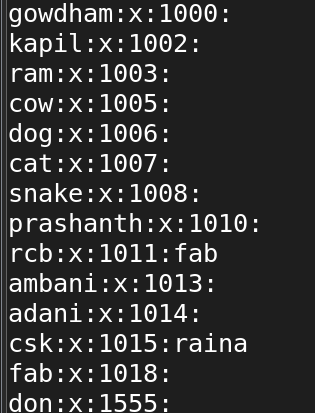 gowdham:x:1000:
kapil:x:1002:
ram:x:1003:
cow:x:1005:
dog:x:1006:
cat:x:1007:
snake:x:1008:
prashanth:x:1010:
rcb:x:1011:fab
ambani:x:1013:
adani:x:1014:
csk:x:1015:raina
fab:x:1018:
don:x:1555: